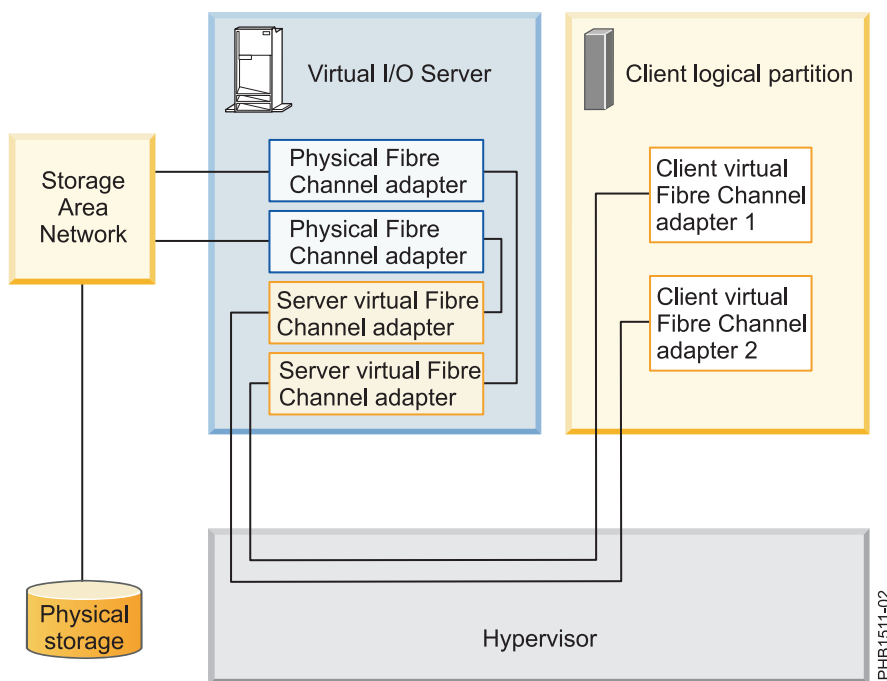 Virtual I/O Server
Client logical partition
Storage
Area
Network
Physical Fibre
Channel adapter
Physical Fibre
Channel adapter
Server virtual Fibre
Channel adapter
Server virtual Fibre
Channel adapter
Client virtual
Fibre Channel
adapter 1
Client virtual
Fibre Channel
adapter 2
Physical
storage
Hypervisor
PHB1511-02